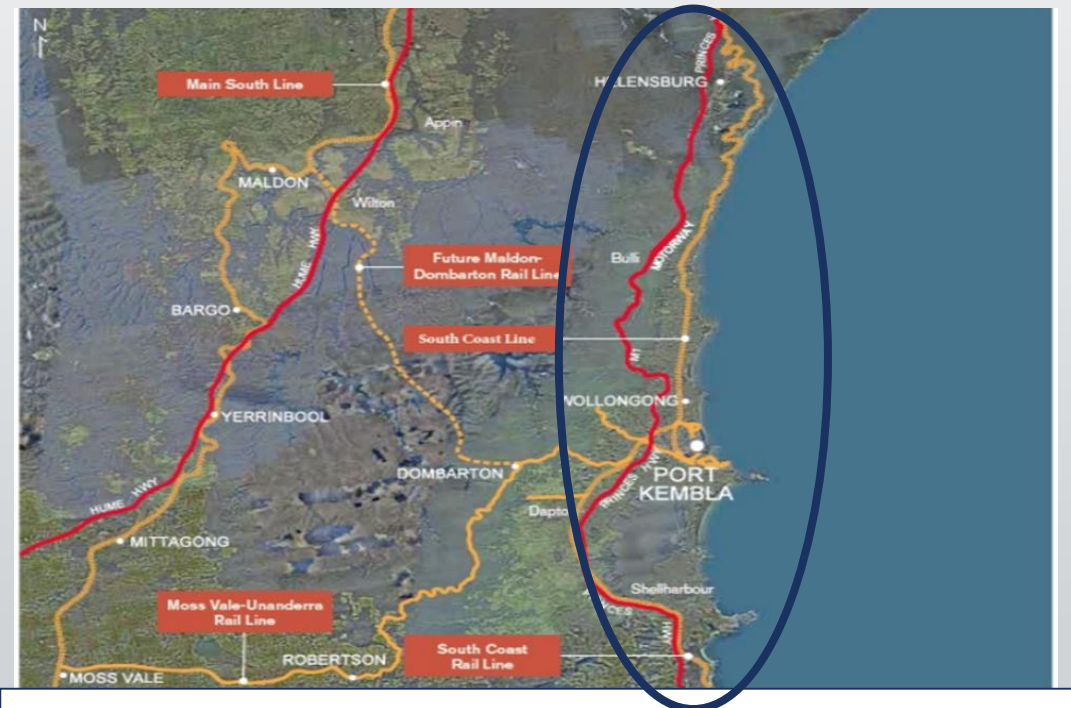 N
PRINCES
HELENSBURG
Main South Line
Appin
MALDON
Wilton
HUME HWY
Future Maldon-
Dombarton Rail Line
Bulli
MOTORWAY
BARGO
South Coast Line
M1
WOLLONGONG
YERRINBOOL
DOMBARTON
PORT
KEMBLA
PRINCES HWY
HUME HWY
Dapto
MITTAGONG
Shellharbour
Moss Vale-Unanderra
Rail Line
PRINCES
HWY
South Coast
Rail Line
ROBERTSON
MOSS VALE